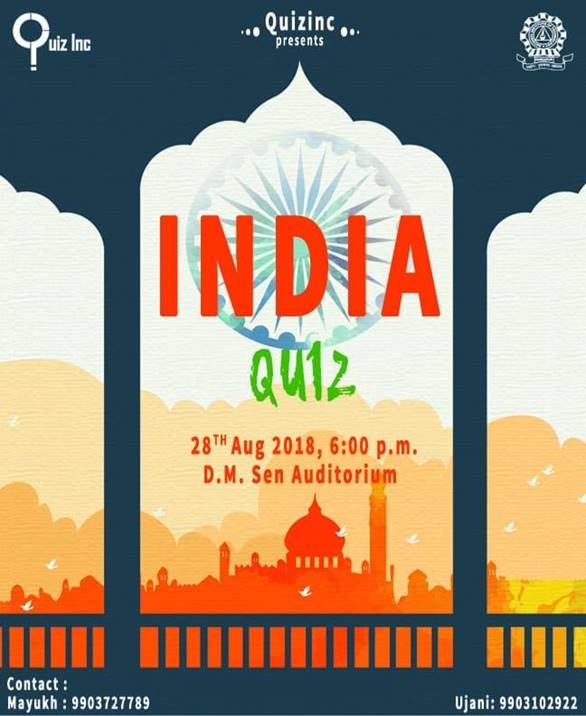 Quiz Inc
Quizinc
presents
INDIA
QUIZ
28TH Aug 2018, 6:00 p.m.
D.M. Sen Auditorium
Contact :
Mayukh : 9903727789
Ujani: 9903102922